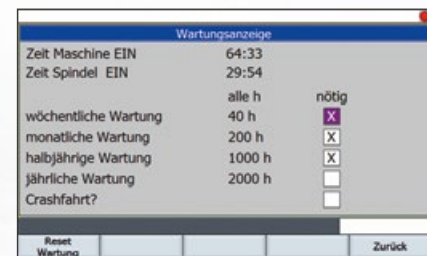 Wartungsanzeige
Zeit Maschine EIN 64:33
Zeit Spindel EIN 29:54
alle h nötig
wöchentliche Wartung 40 h X
monatliche Wartung 200 h X
halbjährige Wartung 1000 h X
jährliche Wartung 2000 h
Crashfahrt?
Reset Wartung Zurück